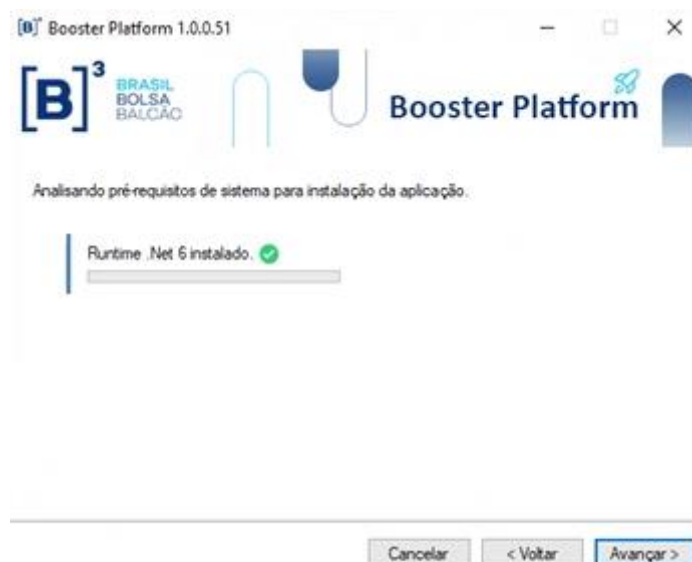 [B]³ Booster Platform 1.0.0.51
[B]³ BRASIL
BOLSA
BALCÃO
Booster Platform
Analisando pré-requisitos de sistema para instalação da aplicação.
Runtime .Net 6 instalado.
Cancelar
< Voltar
Avançar >